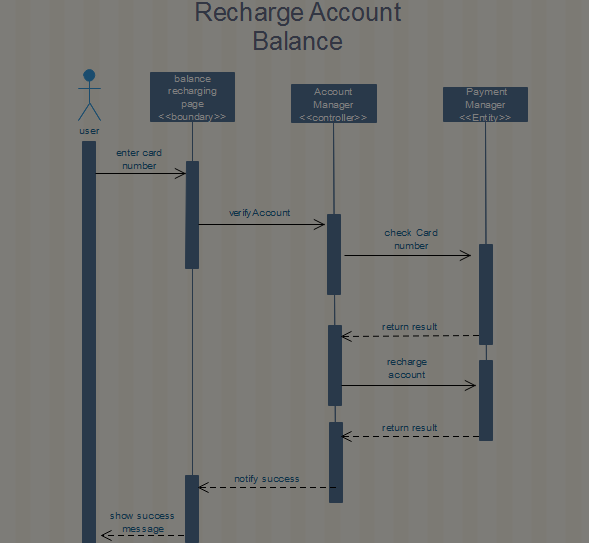 Recharge Account
Balance
balance
recharging
page
<<boundary>>
Account
Manager
<<controller>>
Payment
Manager
<<Entity>>
user
enter card
number
verifyAccount
check Card
number
return result
recharge
account
return result
notify success
show success
message